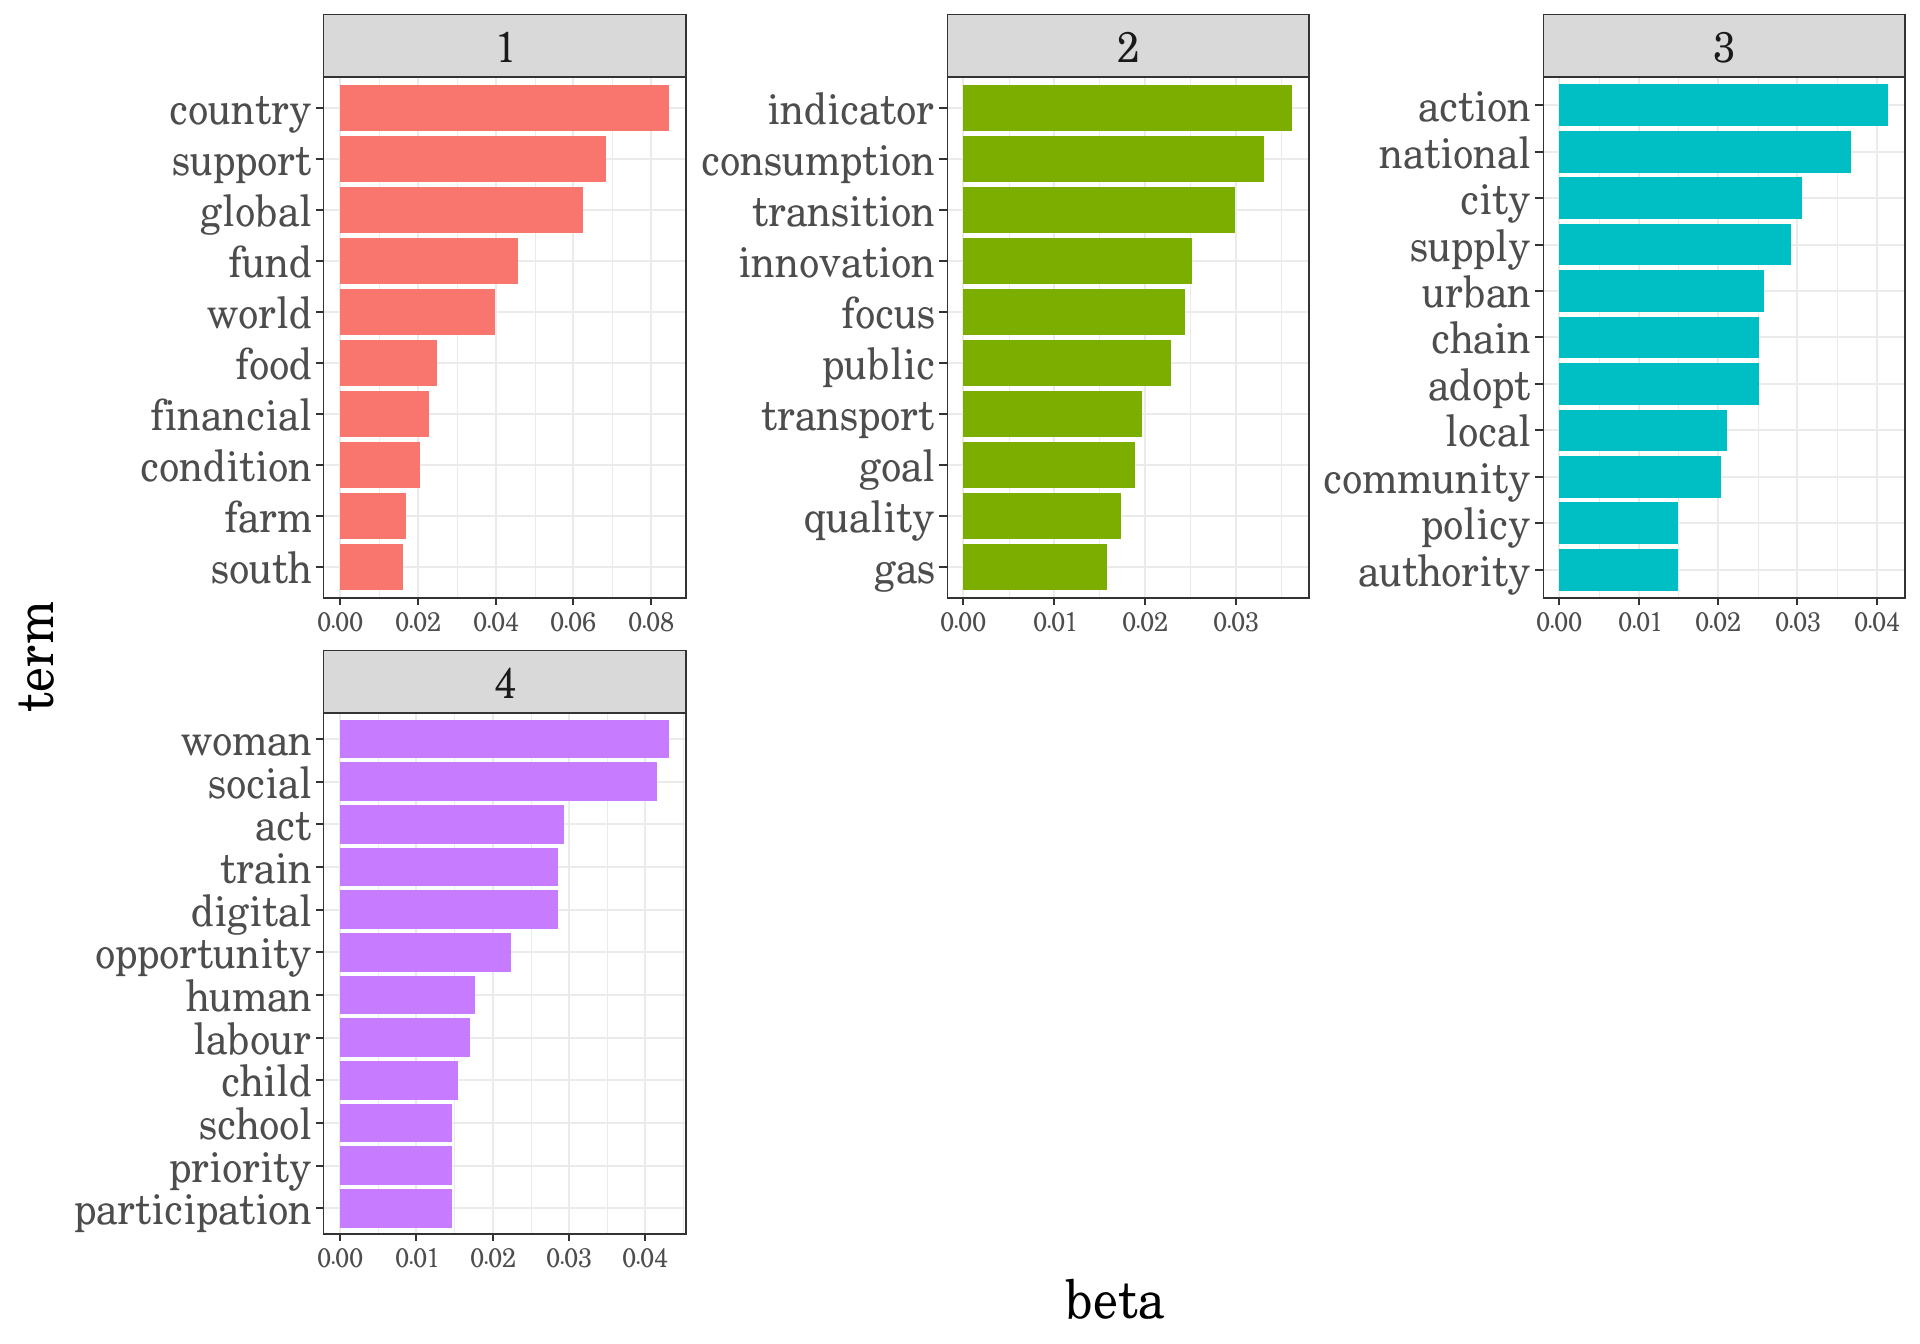 1
country
support
global
fund
world
food
financial
condition
farm
south
0.00 0.02 0.04 0.06 0.08
2
indicator
consumption
transition
innovation
focus
public
transport
goal
quality
gas
0.00 0.01 0.02 0.03
3
action
national
city
supply
urban
chain
adopt
local
community
policy
authority
0.00 0.01 0.02 0.03 0.04
term
4
woman
social
act
train
digital
opportunity
human
labour
child
school
priority
participation
0.00 0.01 0.02 0.03 0.04
beta